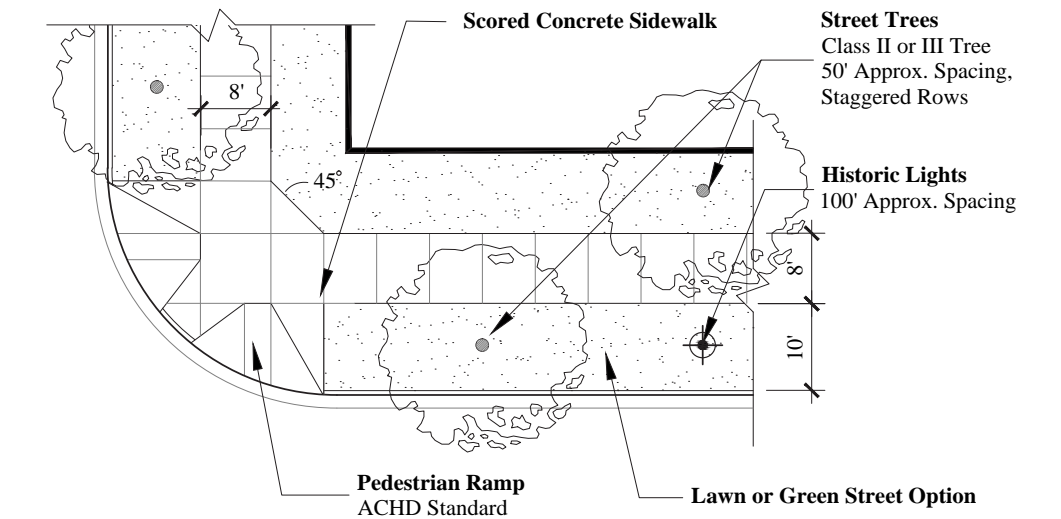 Scored Concrete Sidewalk
Street Trees
Class II or III Tree
50' Approx. Spacing,
Staggered Rows
8'
45°
Historic Lights
100' Approx. Spacing
8'
10'
Pedestrian Ramp
ACHD Standard
Lawn or Green Street Option